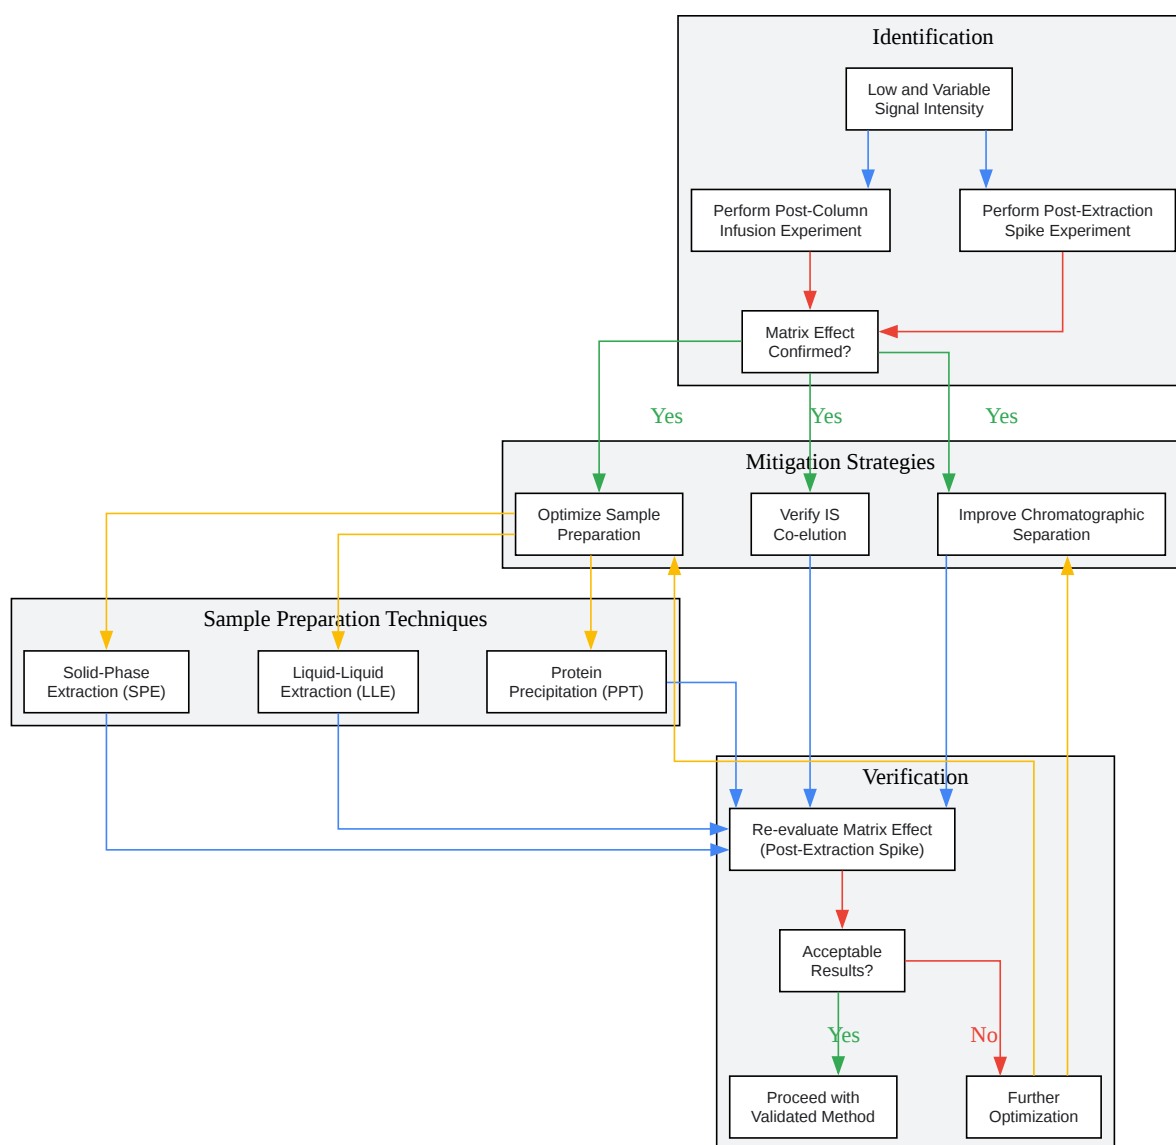 Identification
Low and Variable
Signal Intensity
Perform Post-Column
Infusion Experiment
Perform Post-Extraction
Spike Experiment
Matrix Effect
Confirmed?
Yes
Yes
Yes
Mitigation Strategies
Optimize Sample
Preparation
Verify IS
Co-elution
Improve Chromatographic
Separation
Sample Preparation Techniques
Solid-Phase
Extraction (SPE)
Liquid-Liquid
Extraction (LLE)
Protein
Precipitation (PPT)
Verification
Re-evaluate Matrix Effect
(Post-Extraction Spike)
Acceptable
Results?
Yes
No
Proceed with
Validated Method
Further
Optimization